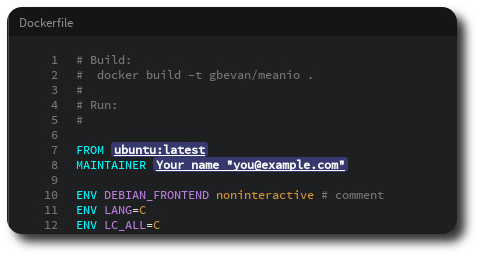 Dockerfile
1 # Build:
2 #  docker build -t gbevan/meanio .
3 #
4 # Run:
5 #
6
7 FROM ubuntu:latest
8 MAINTAINER Your name "you@example.com"
9
10 ENV DEBIAN_FRONTEND noninteractive # comment
11 ENV LANG=C
12 ENV LC_ALL=C